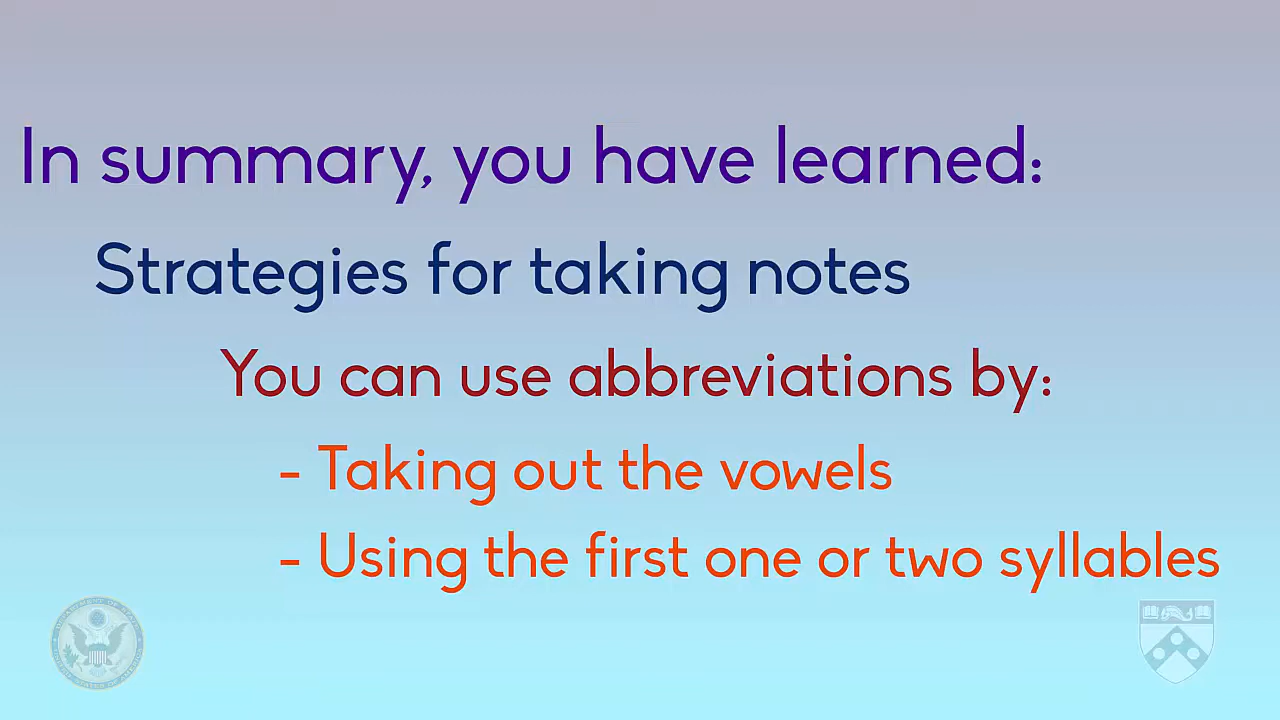 In summary, you have learned:
Strategies for taking notes
You can use abbreviations by:
- Taking out the vowels
- Using the first one or two syllables